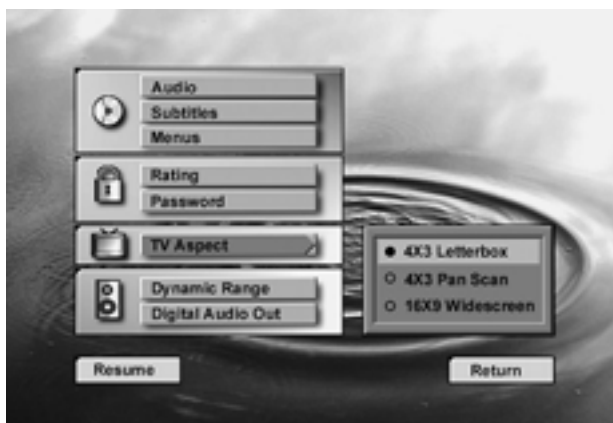 Audio
Subtitles
Menus
Rating
Password
TV Aspect
4X3 Letterbox
4X3 Pan Scan
16X9 Widescreen
Dynamic Range
Digital Audio Out
Resume
Return